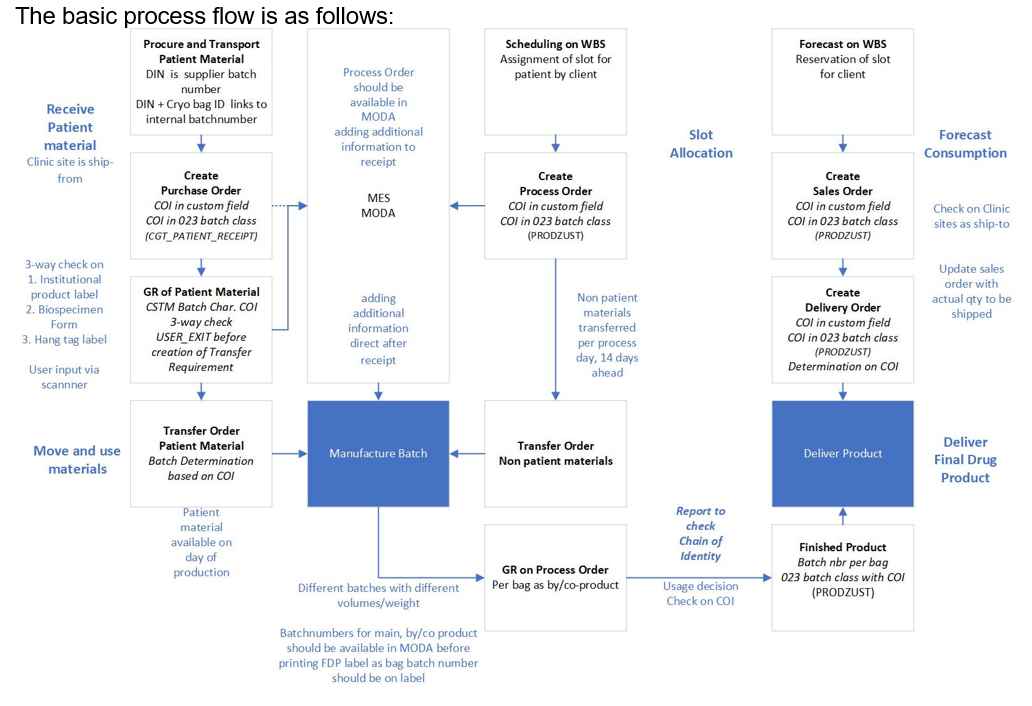 The basic process flow is as follows:
Procure and Transport
Patient Material
DIN is supplier batch
number
DIN + Cryo bag ID links to
internal batchnumber
Process Order
should be
available in
MODA
adding additional
information to
receipt
MES
MODA
adding
additional
information
direct after
receipt
Scheduling on WBS
Assignment of slot for
patient by client
Forecast on WBS
Reservation of slot
for client
Receive
Patient
material
Clinic site is ship-
from
Slot
Allocation
Forecast
Consumption
Create
Purchase Order
COI in custom field
COI in 023 batch class
(CGT_PATIENT_RECEIPT)
Create
Process Order
COI in custom field
COI in 023 batch class
(PRODZUST)
Create
Sales Order
COI in custom field
COI in 023 batch class
(PRODZUST)
Check on Clinic
sites as ship-to
Update sales
order with
actual qty to be
shipped
3-way check on
1. Institutional
product label
2. Biospecimen
Form
3. Hang tag label
User input via
scannner
GR of Patient Material
CSTM Batch Char. COI
3-way check
USER_EXIT before
creation of Transfer
Requirement
Non patient
materials
transferred
per process
day, 14 days
ahead
Create
Delivery Order
COI in custom field
COI in 023 batch class
(PRODZUST)
Determination on COI
Move and use
materials
Transfer Order
Patient Material
Batch Determination
based on COI
Manufacture Batch
Transfer Order
Non patient materials
Deliver Product
Deliver
Final Drug
Product
Patient
material
available on
day of
production
Different batches with different
volumes/weight
Batchnumbers for main, by/co product
should be available in MODA before
printing FDP label as bag batch number
should be on label
GR on Process Order
Per bag as by/co-product
Report to
check
Chain of
Identity
Usage decision
Check on COI
Finished Product
Batch nbr per bag
023 batch class with COI
(PRODZUST)